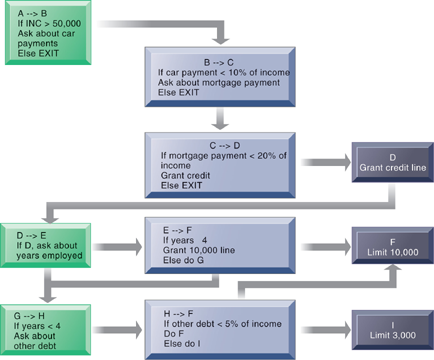 A --> B
If INC > 50,000
Ask about car
payments
Else EXIT
B --> C
If car payment < 10% of income
Ask about mortgage payment
Else EXIT
C --> D
If mortgage payment < 20% of
income
Grant credit
Else EXIT
D
Grant credit line
D --> E
If D, ask about
years employed
E --> F
If years 4
Grant 10,000 line
Else do G
F
Limit 10,000
G --> H
If years < 4
Ask about
other debt
H --> F
If other debt < 5% of income
Do F
Else do I
I
Limit 3,000